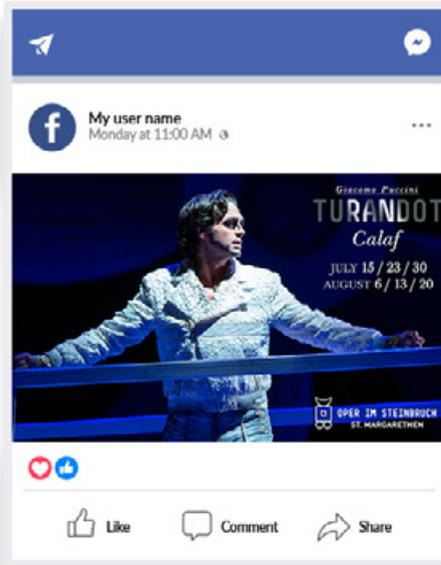 My user name
Monday at 11:00 AM
Giacomo Puccini
TURANDOT
Calaf
JULY 15 / 23 / 30
AUGUST 6 / 13 / 20
OPER IM STEINBRUCH
ST. MARGARETHEN
Like
Comment
Share